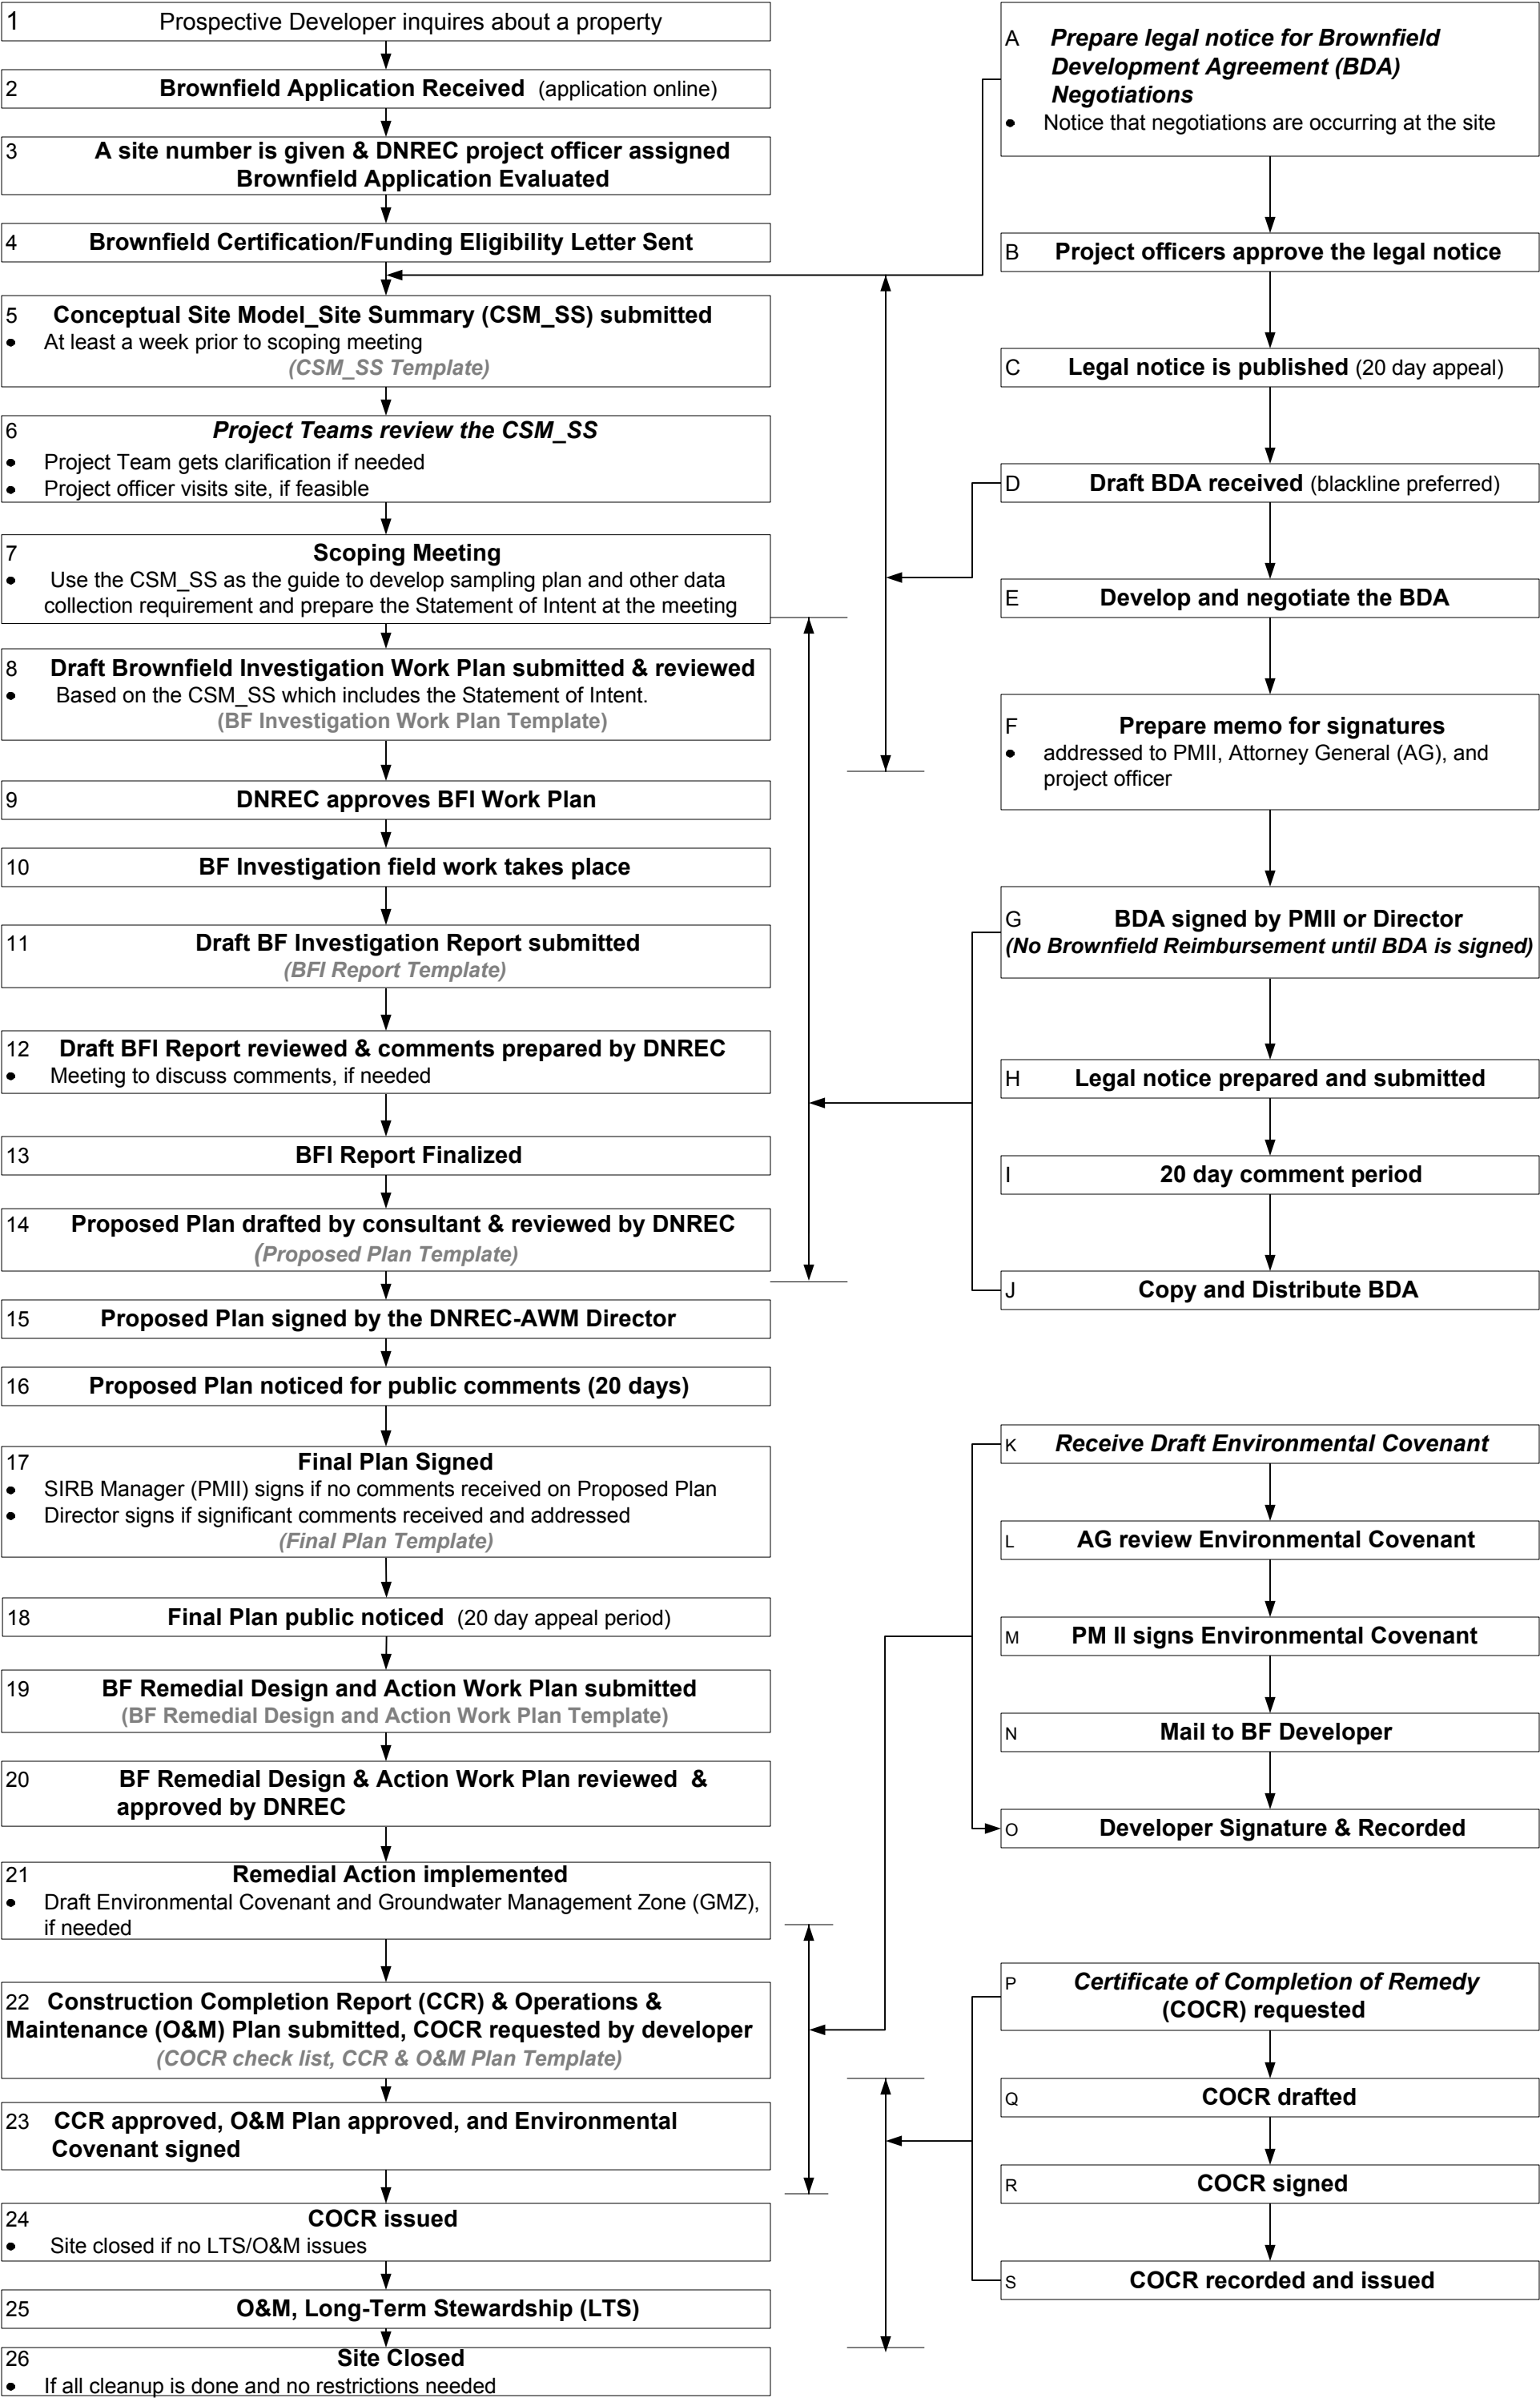 1 Prospective Developer inquires about a property
2 Brownfield Application Received (application online)
3 A site number is given & DNREC project officer assigned
Brownfield Application Evaluated
4 Brownfield Certification/Funding Eligibility Letter Sent
5 Conceptual Site Model_Site Summary (CSM_SS) submitted
• At least a week prior to scoping meeting
(CSM_SS Template)
6 Project Teams review the CSM_SS
• Project Team gets clarification if needed
• Project officer visits site, if feasible
7 Scoping Meeting
• Use the CSM_SS as the guide to develop sampling plan and other data
collection requirement and prepare the Statement of Intent at the meeting
8 Draft Brownfield Investigation Work Plan submitted & reviewed
• Based on the CSM_SS which includes the Statement of Intent.
(BF Investigation Work Plan Template)
9 DNREC approves BFI Work Plan
10 BF Investigation field work takes place
11 Draft BF Investigation Report submitted
(BFI Report Template)
12 Draft BFI Report reviewed & comments prepared by DNREC
• Meeting to discuss comments, if needed
13 BFI Report Finalized
14 Proposed Plan drafted by consultant & reviewed by DNREC
(Proposed Plan Template)
15 Proposed Plan signed by the DNREC-AWM Director
16 Proposed Plan noticed for public comments (20 days)
17 Final Plan Signed
• SIRB Manager (PMII) signs if no comments received on Proposed Plan
• Director signs if significant comments received and addressed
(Final Plan Template)
18 Final Plan public noticed (20 day appeal period)
19 BF Remedial Design and Action Work Plan submitted
(BF Remedial Design and Action Work Plan Template)
20 BF Remedial Design & Action Work Plan reviewed &
approved by DNREC
21 Remedial Action implemented
• Draft Environmental Covenant and Groundwater Management Zone (GMZ),
if needed
22 Construction Completion Report (CCR) & Operations &
Maintenance (O&M) Plan submitted, COCR requested by developer
(COCR check list, CCR & O&M Plan Template)
23 CCR approved, O&M Plan approved, and Environmental
Covenant signed
24 COCR issued
• Site closed if no LTS/O&M issues
25 O&M, Long-Term Stewardship (LTS)
26 Site Closed
• If all cleanup is done and no restrictions needed
A Prepare legal notice for Brownfield
Development Agreement (BDA)
Negotiations
• Notice that negotiations are occurring at the site
B Project officers approve the legal notice
C Legal notice is published (20 day appeal)
D Draft BDA received (blackline preferred)
E Develop and negotiate the BDA
F Prepare memo for signatures
• addressed to PMII, Attorney General (AG), and
project officer
G BDA signed by PMII or Director
(No Brownfield Reimbursement until BDA is signed)
H Legal notice prepared and submitted
I 20 day comment period
J Copy and Distribute BDA
K Receive Draft Environmental Covenant
L AG review Environmental Covenant
M PM II signs Environmental Covenant
N Mail to BF Developer
O Developer Signature & Recorded
P Certificate of Completion of Remedy
(COCR) requested
Q COCR drafted
R COCR signed
S COCR recorded and issued